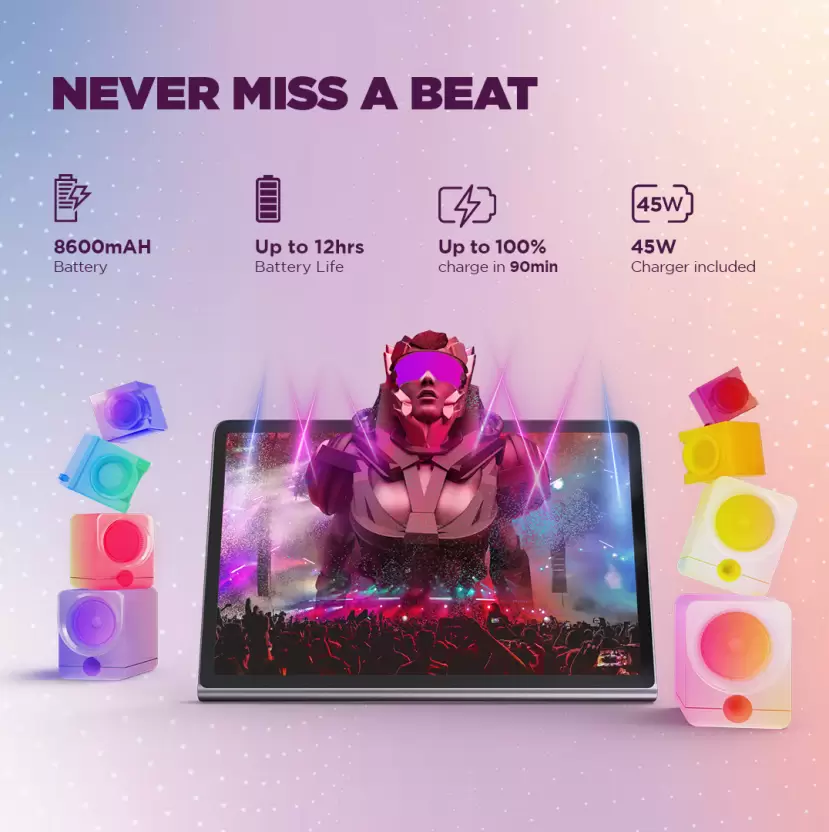 NEVER MISS A BEAT
45W
8600mAH
Battery
Up to 12hrs
Battery Life
Up to 100%
charge in 90min
45W
Charger included